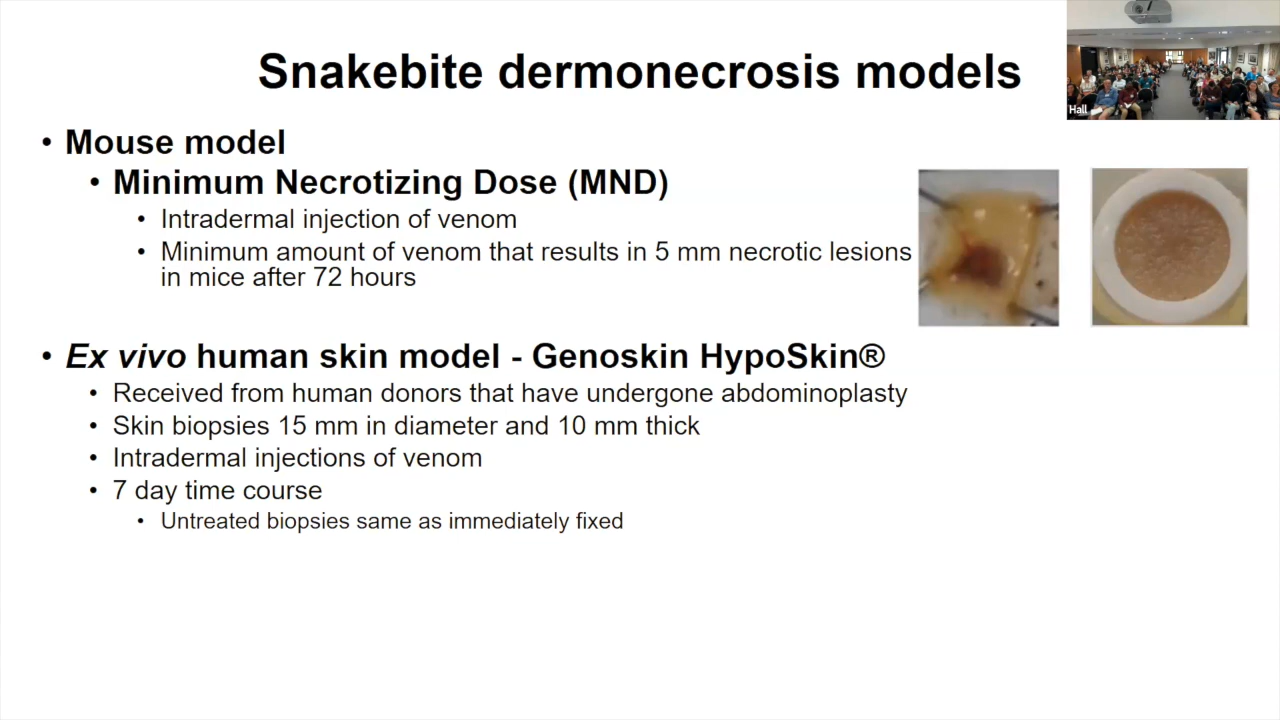 Snakebite dermonecrosis models
Hall
• Mouse model
• Minimum Necrotizing Dose (MND)
• Intradermal injection of venom
• Minimum amount of venom that results in 5 mm necrotic lesions
in mice after 72 hours
• Ex vivo human skin model - Genoskin HypoSkin®
• Received from human donors that have undergone abdominoplasty
• Skin biopsies 15 mm in diameter and 10 mm thick
• Intradermal injections of venom
• 7 day time course
• Untreated biopsies same as immediately fixed